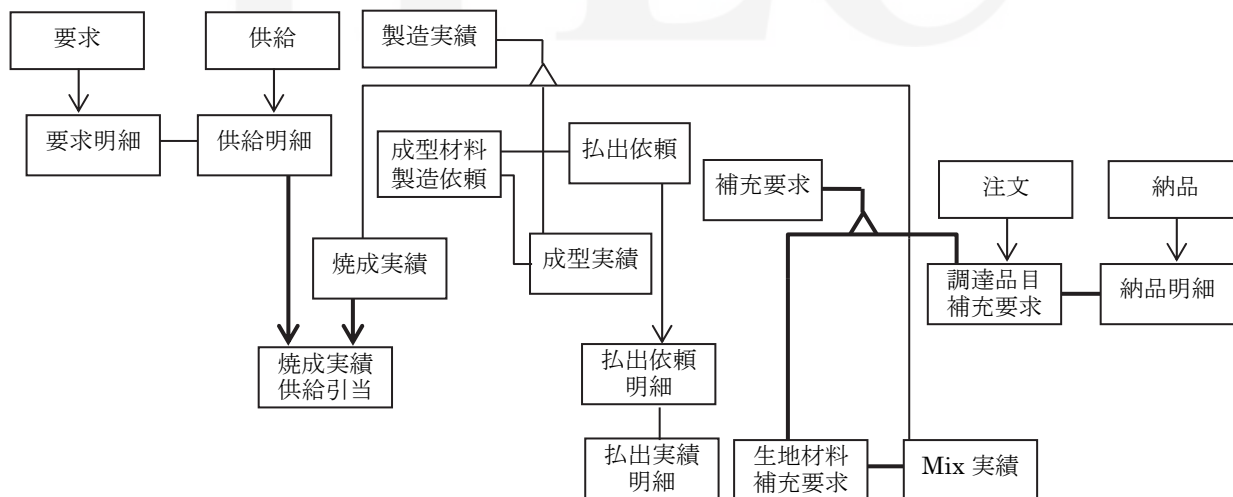 要求
供給
製造実績
要求明細
供給明細
成型材料
製造依頼
払出依頼
補充要求
注文
納品
焼成実績
成型実績
調達品目
補充要求
納品明細
焼成実績
供給引当
払出依頼
明細
払出実績
明細
生地材料
補充要求
Mix 実績